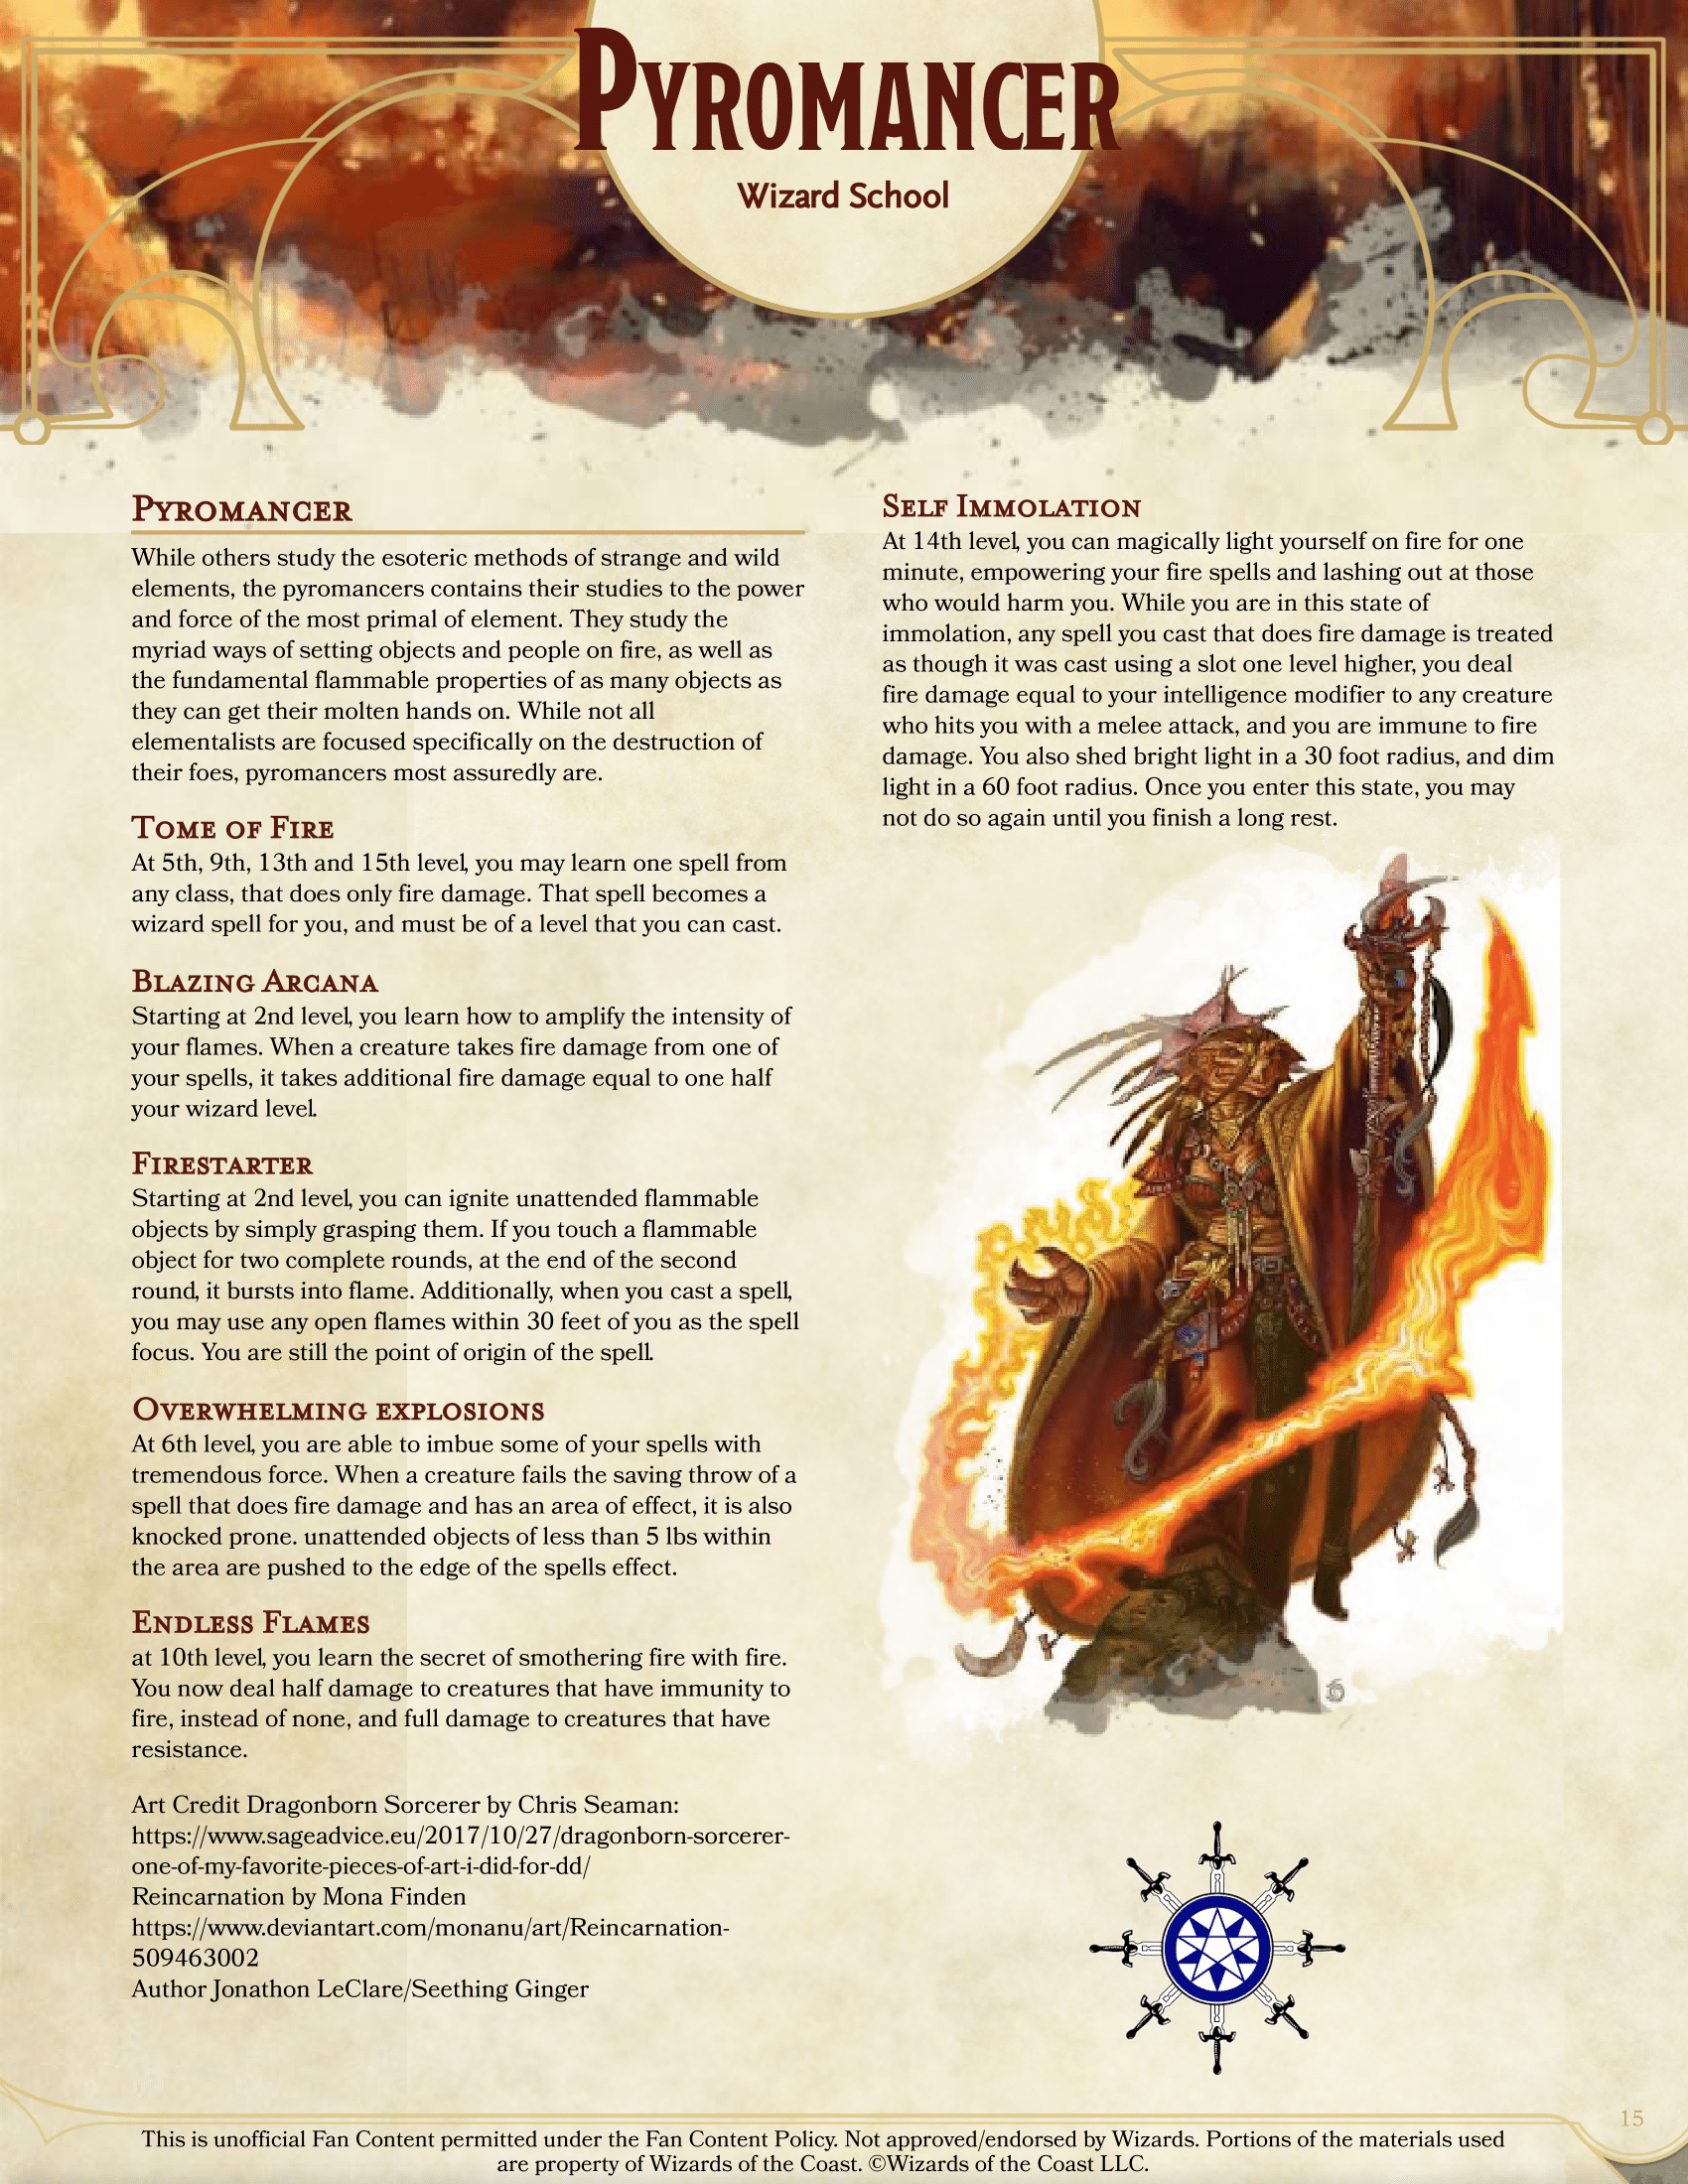 PYROMANCER
Wizard School
PYROMANCER
While others study the esoteric methods of strange and wild
elements, the pyromancers contains their studies to the power
and force of the most primal of element. They study the
myriad ways of setting objects and people on fire, as well as
the fundamental flammable properties of as many objects as
they can get their molten hands on. While not all
elementalists are focused specifically on the destruction of
their foes, pyromancers most assuredly are.
TOME OF FIRE
At 5th, 9th, 13th and 15th level, you may learn one spell from
any class, that does only fire damage. That spell becomes a
wizard spell for you, and must be of a level that you can cast.
BLAZING ARCANA
Starting at 2nd level, you learn how to amplify the intensity of
your flames. When a creature takes fire damage from one of
your spells, it takes additional fire damage equal to one half
your wizard level.
FIRESTARTER
Starting at 2nd level, you can ignite unattended flammable
objects by simply grasping them. If you touch a flammable
object for two complete rounds, at the end of the second
round, it bursts into flame. Additionally, when you cast a spell,
you may use any open flames within 30 feet of you as the spell
focus. You are still the point of origin of the spell.
OVERWHELMING EXPLOSIONS
At 6th level, you are able to imbue some of your spells with
tremendous force. When a creature fails the saving throw of a
spell that does fire damage and has an area of effect, it is also
knocked prone. unattended objects of less than 5 lbs within
the area are pushed to the edge of the spells effect.
ENDLESS FLAMES
at 10th level, you learn the secret of smothering fire with fire.
You now deal half damage to creatures that have immunity to
fire, instead of none, and full damage to creatures that have
resistance.
Art Credit Dragonborn Sorcerer by Chris Seaman:
https://www.sageadvice.eu/2017/10/27/dragonborn-sorcerer-
one-of-my-favorite-pieces-of-art-i-did-for-dd/
Reincarnation by Mona Finden
https://www.deviantart.com/monanu/art/Reincarnation-
509463002
Author Jonathon LeClare/Seething Ginger
SELF IMMOLATION
At 14th level, you can magically light yourself on fire for one
minute, empowering your fire spells and lashing out at those
who would harm you. While you are in this state of
immolation, any spell you cast that does fire damage is treated
as though it was cast using a slot one level higher, you deal
fire damage equal to your intelligence modifier to any creature
who hits you with a melee attack, and you are immune to fire
damage. You also shed bright light in a 30 foot radius, and dim
light in a 60 foot radius. Once you enter this state, you may
not do so again until you finish a long rest.
15
This is unofficial Fan Content permitted under the Fan Content Policy. Not approved/endorsed by Wizards. Portions of the materials used
are property of Wizards of the Coast. ©Wizards of the Coast LLC.